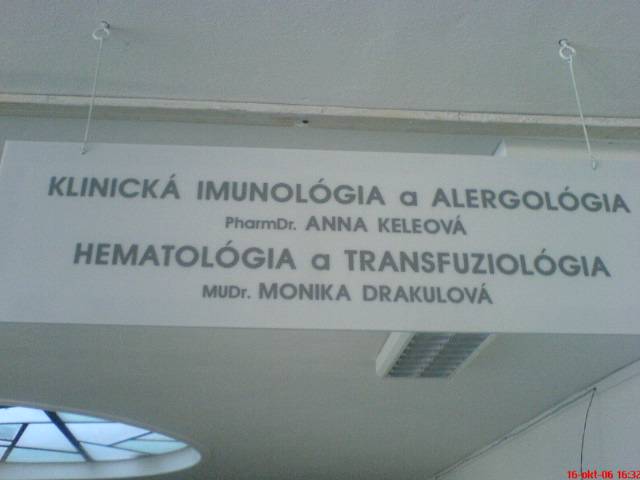 KLINICKÁ IMUNOLÓGIA a ALERGOLÓGIA
PharmDr. ANNA KELEOVÁ
HEMATOLÓGIA a TRANSFUZIOLÓGIA
MUDr. MONIKA DRAKULOVÁ
16-okt-06 16:32